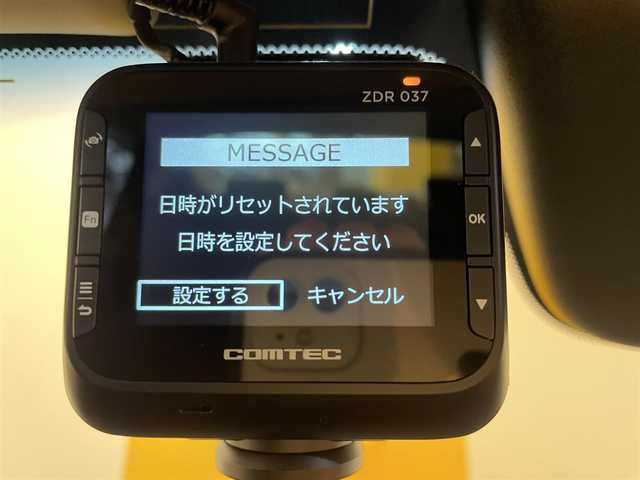 ZDR 037
MESSAGE
日時がリセットされています
日時を設定してください
設定する キャンセル
Fn
OK
COMTEC